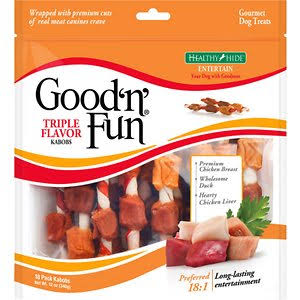 Wrapped with premium cuts
of real meat canines crave
Gourmet
Dog Treats
HEALTHY HIDE
ENTERTAIN
Your Dog with Goodness
Good'n'
Fun®
TRIPLE
FLAVOR
KABOBS
• Premium
Chicken Breast
• Wholesome
Duck
• Hearty
Chicken Liver
18 Pack Kabobs
Net Wt. 12 oz (340g)
Preferred
18:1
Long-lasting
entertainment